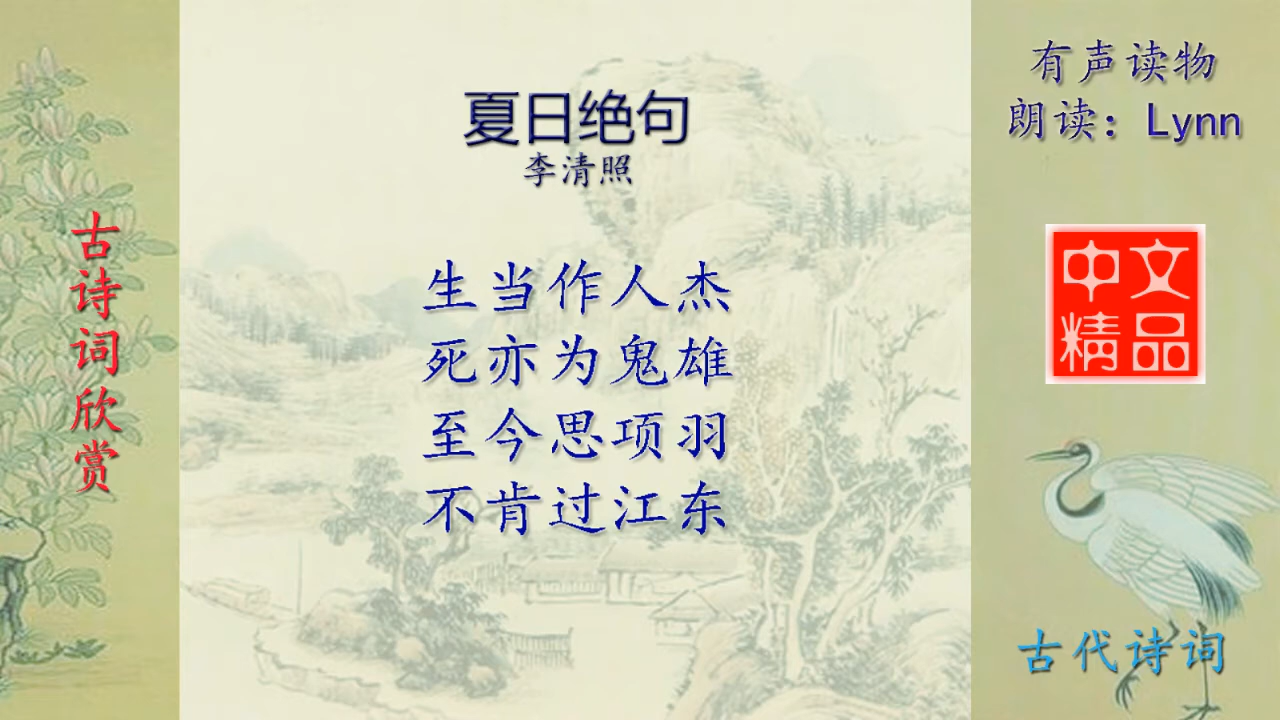 夏日绝句
李清照
生当作人杰
死亦为鬼雄
至今思项羽
不肯过江东
古诗词欣赏
有声读物
朗读：Lynn
中文
精品
古代诗词